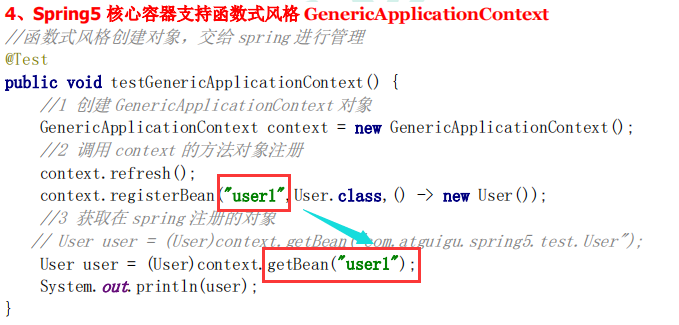 4、Spring5 核心容器支持函数式风格 GenericApplicationContext
//函数式风格创建对象，交给 spring 进行管理
@Test
public void testGenericApplicationContext() {
//1 创建 GenericApplicationContext 对象
GenericApplicationContext context = new GenericApplicationContext();
//2 调用 context 的方法对象注册
context.refresh();
context.registerBean("user1",User.class,() -> new User());
//3 获取在 spring 注册的对象
// User user = (User)context.getBean("com.atguigu.spring5.test.User");
User user = (User)context.getBean("user1");
System.out.println(user);
}